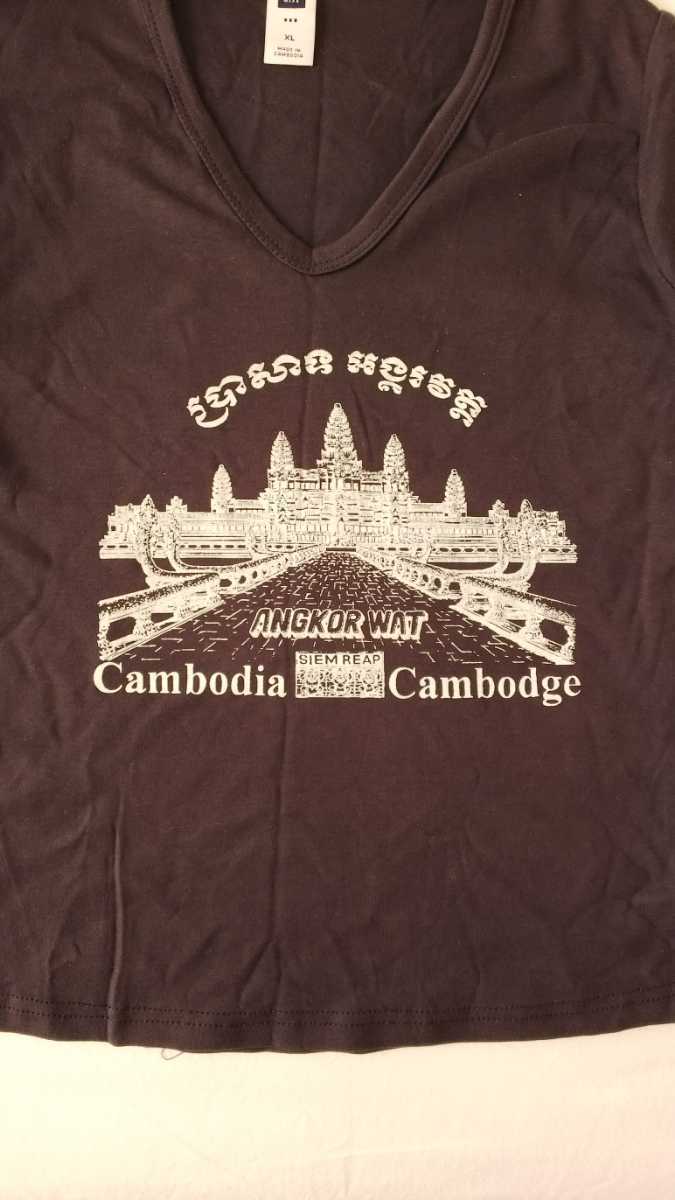 XL
MADE IN
CAMBODIA
ប្រាសាទ អង្គរវត្ត
ANGKOR WAT
SIEM REAP
Cambodia Cambodge